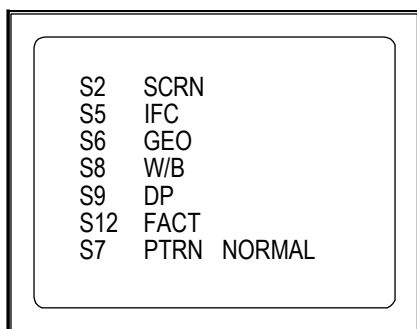 S2 SCRN
S5 IFC
S6 GEO
S8 W/B
S9 DP
S12 FACT
S7 PTRN NORMAL